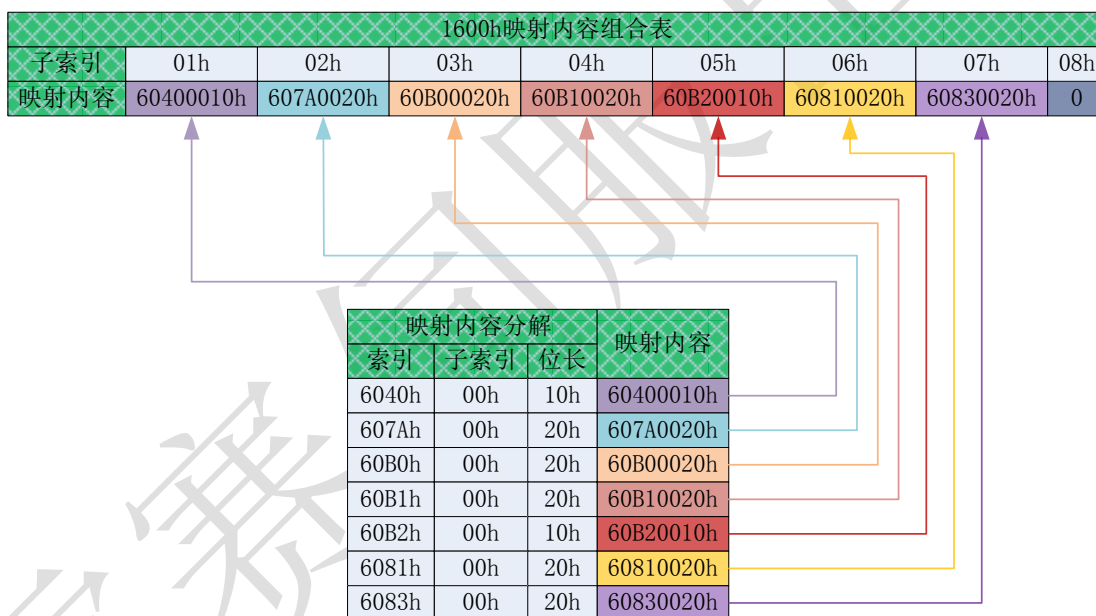 1600h映射内容组合表
子索引 01h 02h 03h 04h 05h 06h 07h 08h
映射内容 60400010h 607A0020h 60B00020h 60B10020h 60B20010h 60810020h 60830020h 0
映射内容分解 映射内容
索引 子索引 位长
6040h 00h 10h 60400010h
607Ah 00h 20h 607A0020h
60B0h 00h 20h 60B00020h
60B1h 00h 20h 60B10020h
60B2h 00h 10h 60B20010h
6081h 00h 20h 60810020h
6083h 00h 20h 60830020h
赛伺服